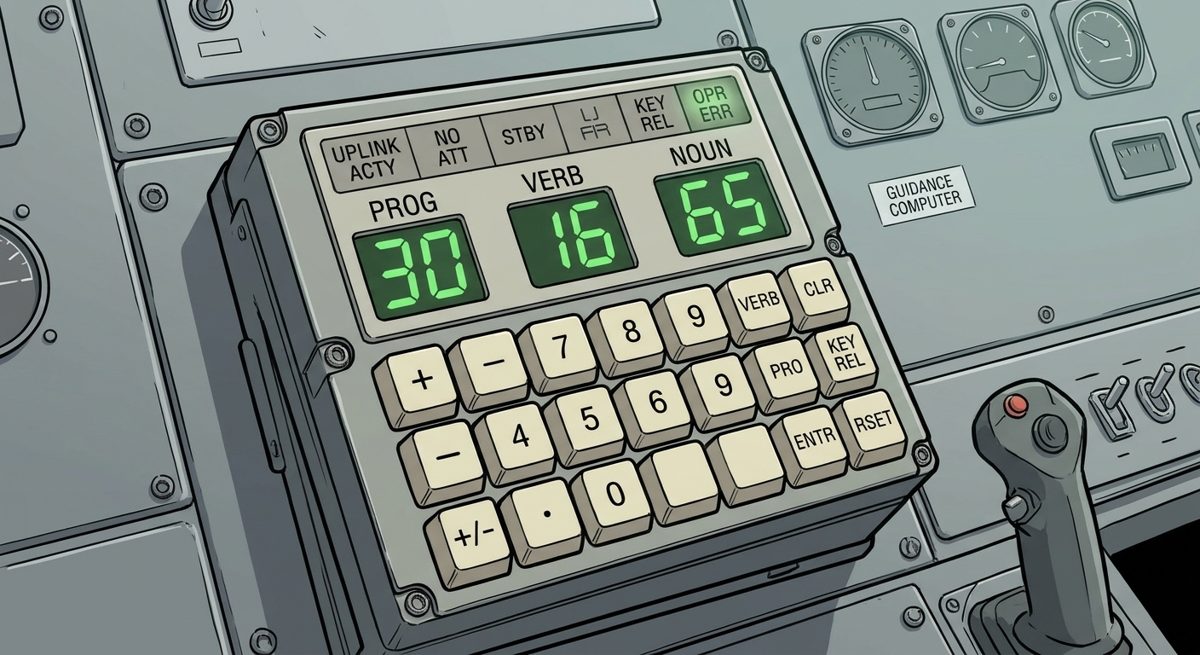 UPLINK
ACTY
NO
ATT
STBY
KEY
REL
OPR
ERR
PROG
VERB
NOUN
30
16
65
GUIDANCE
COMPUTER
+
−
7
8
9
VERB
CLR
−
4
5
6
9
PRO
KEY
REL
+/-
.
0
ENTR
RSET